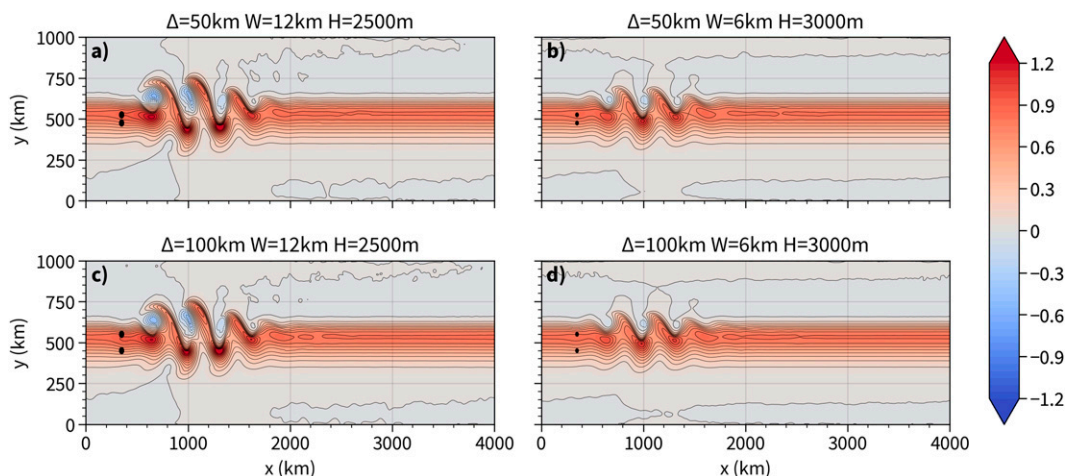 Δ=50km W=12km H=2500m
Δ=50km W=6km H=3000m
a)
b)
y (km)
1000
750
500
250
0
Δ=100km W=12km H=2500m
Δ=100km W=6km H=3000m
c)
d)
y (km)
1000
750
500
250
0
0 1000 2000 3000 4000
0 1000 2000 3000 4000
x (km)
x (km)
1.2
0.9
0.6
0.3
0
−0.3
−0.6
−0.9
−1.2